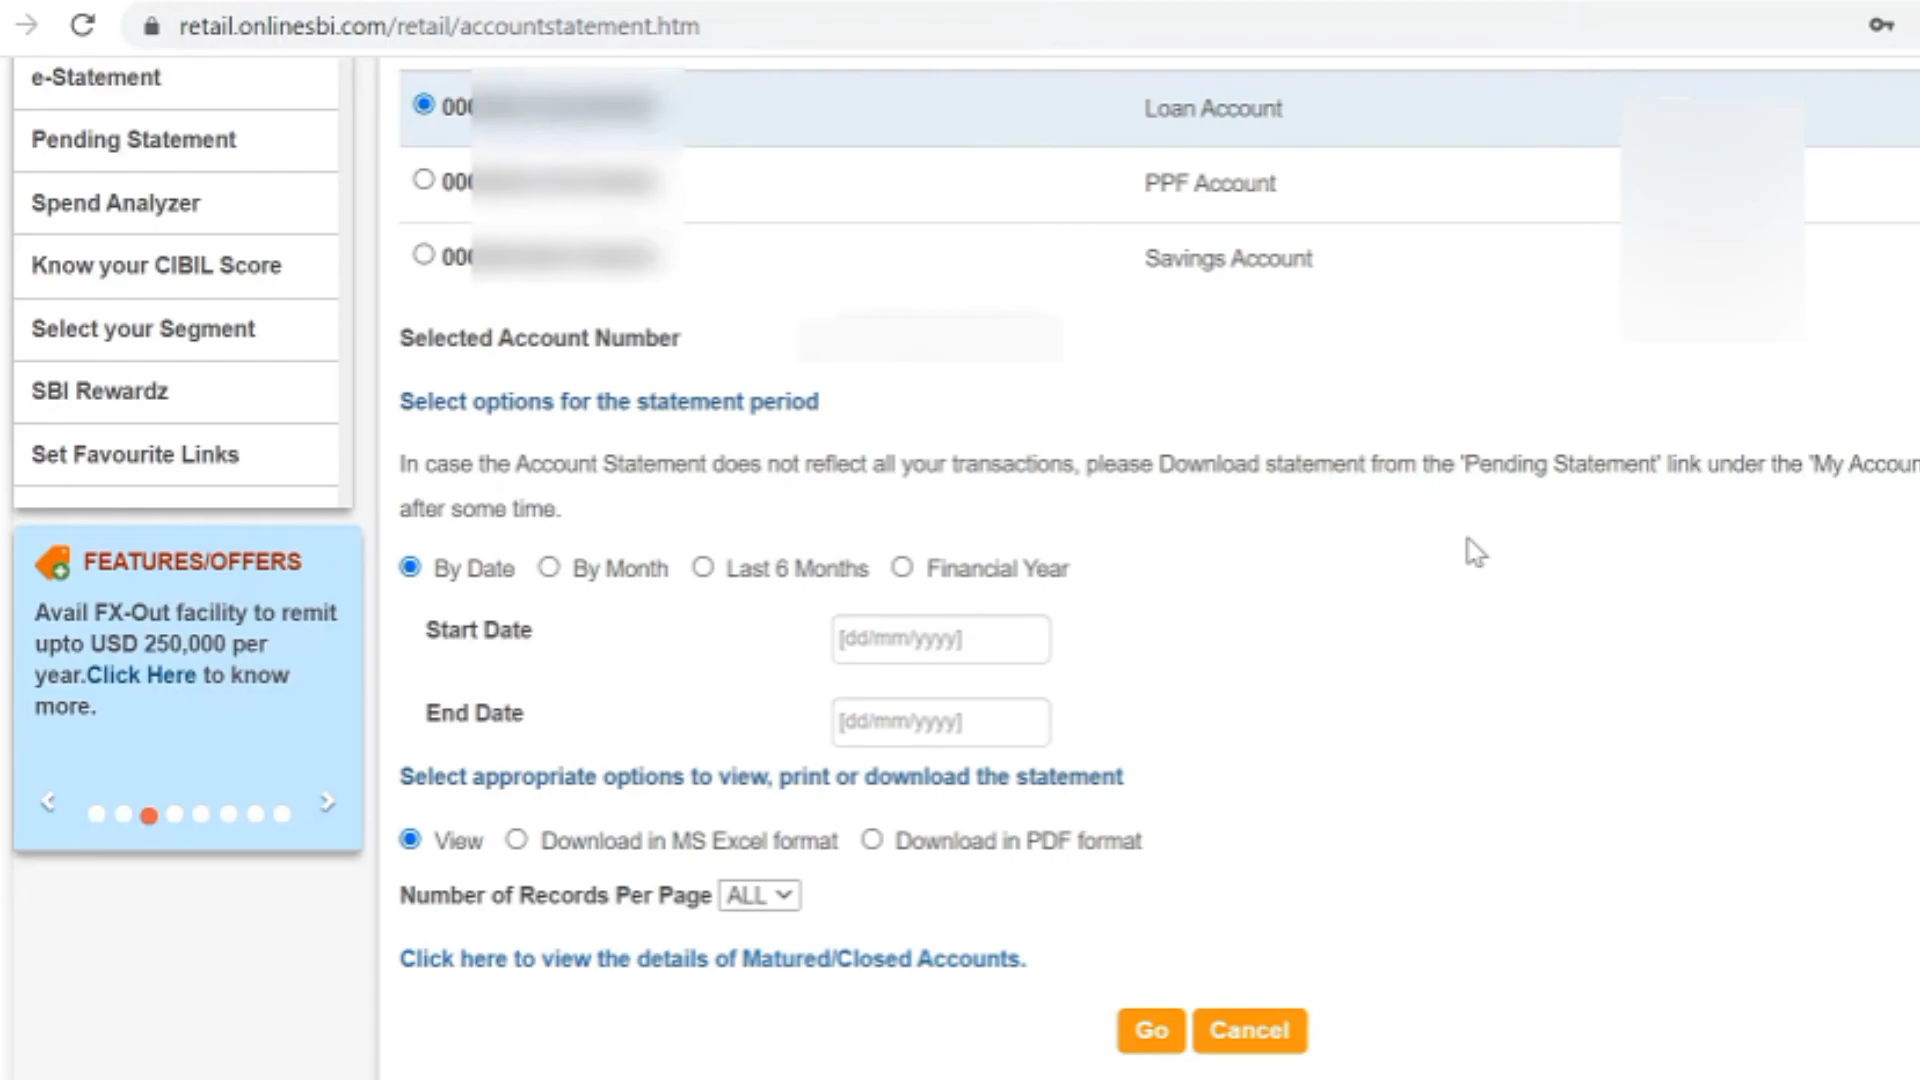 retail.onlinesbi.com/retail/accountstatement.htm
e-Statement
Pending Statement
Spend Analyzer
Know your CIBIL Score
Select your Segment
SBI Rewardz
Set Favourite Links
FEATURES/OFFERS
Avail FX-Out facility to remit
upto USD 250,000 per
year.Click Here to know
more.
000 Loan Account
000 PPF Account
000 Savings Account
Selected Account Number
Select options for the statement period
In case the Account Statement does not reflect all your transactions, please Download statement from the 'Pending Statement' link under the 'My Accoun
after some time.
By Date By Month Last 6 Months Financial Year
Start Date [dd/mm/yyyy]
End Date [dd/mm/yyyy]
Select appropriate options to view, print or download the statement
View Download in MS Excel format Download in PDF format
Number of Records Per Page ALL
Click here to view the details of Matured/Closed Accounts.
Go Cancel